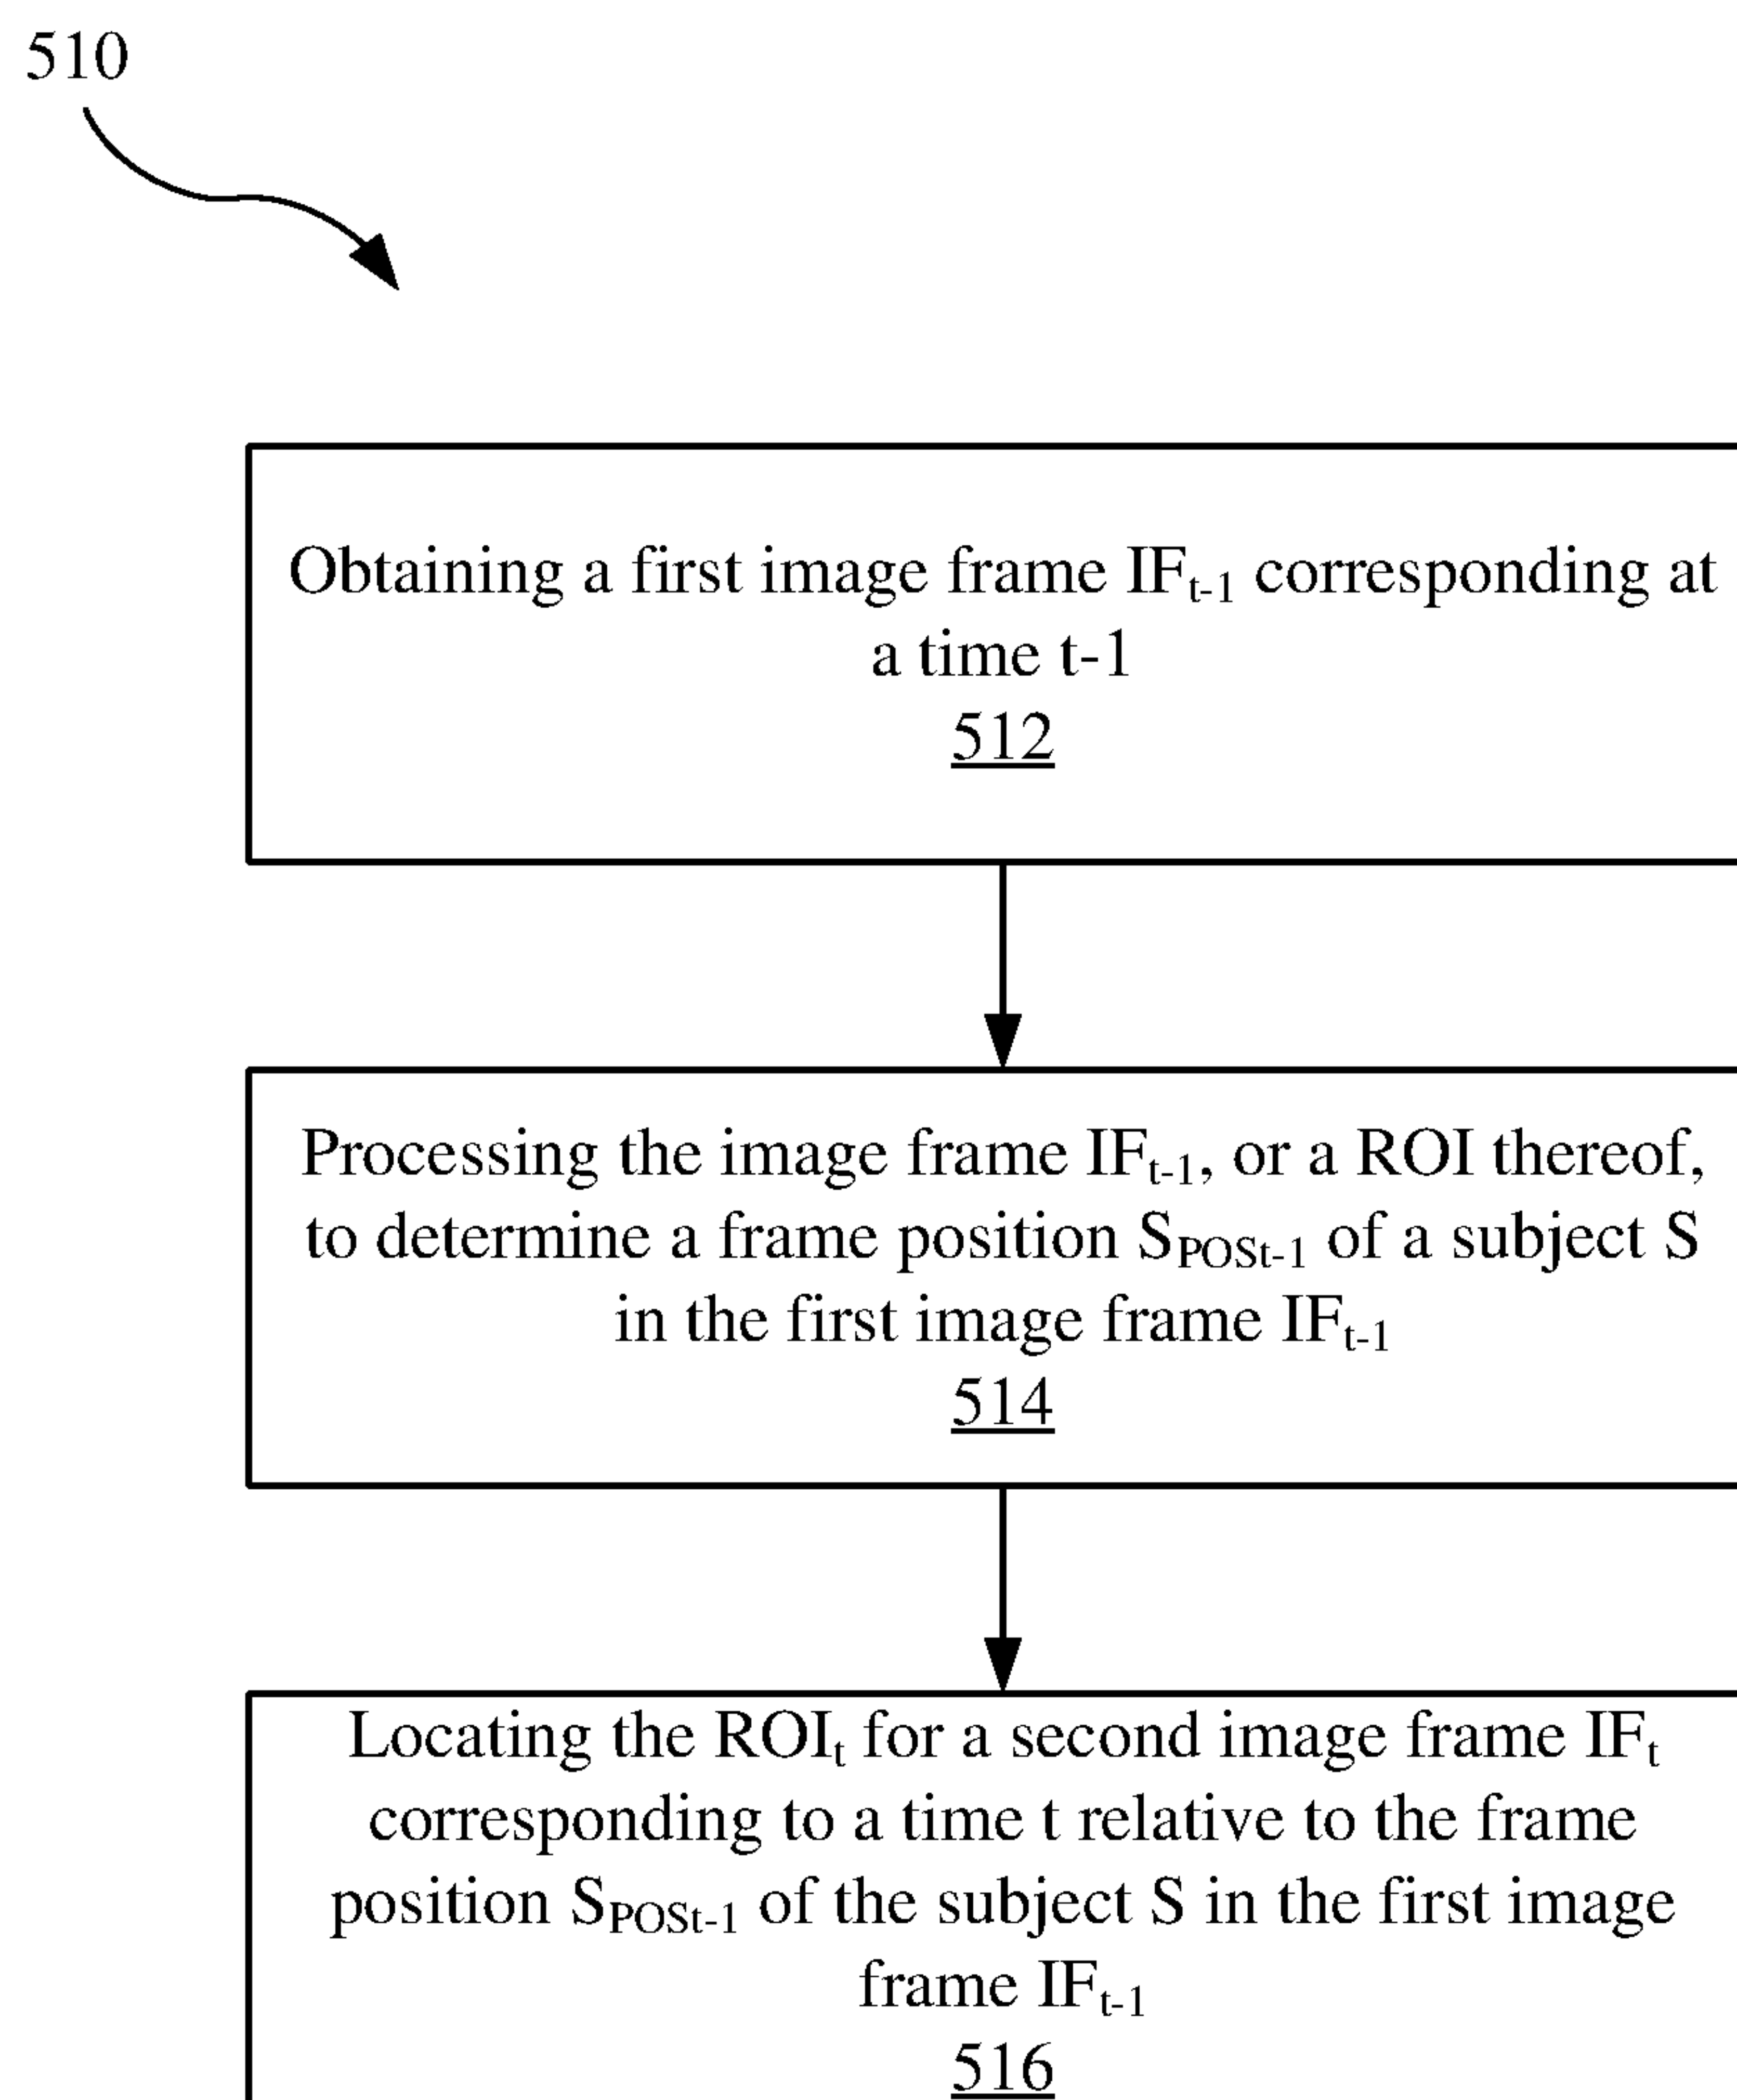 510
Obtaining a first image frame IFt-1 corresponding at
a time t-1
512
Processing the image frame IFt-1, or a ROI thereof,
to determine a frame position SPOSt-1 of a subject S
in the first image frame IFt-1
514
Locating the ROIt for a second image frame IFt
corresponding to a time t relative to the frame
position SPOSt-1 of the subject S in the first image
frame IFt-1
516